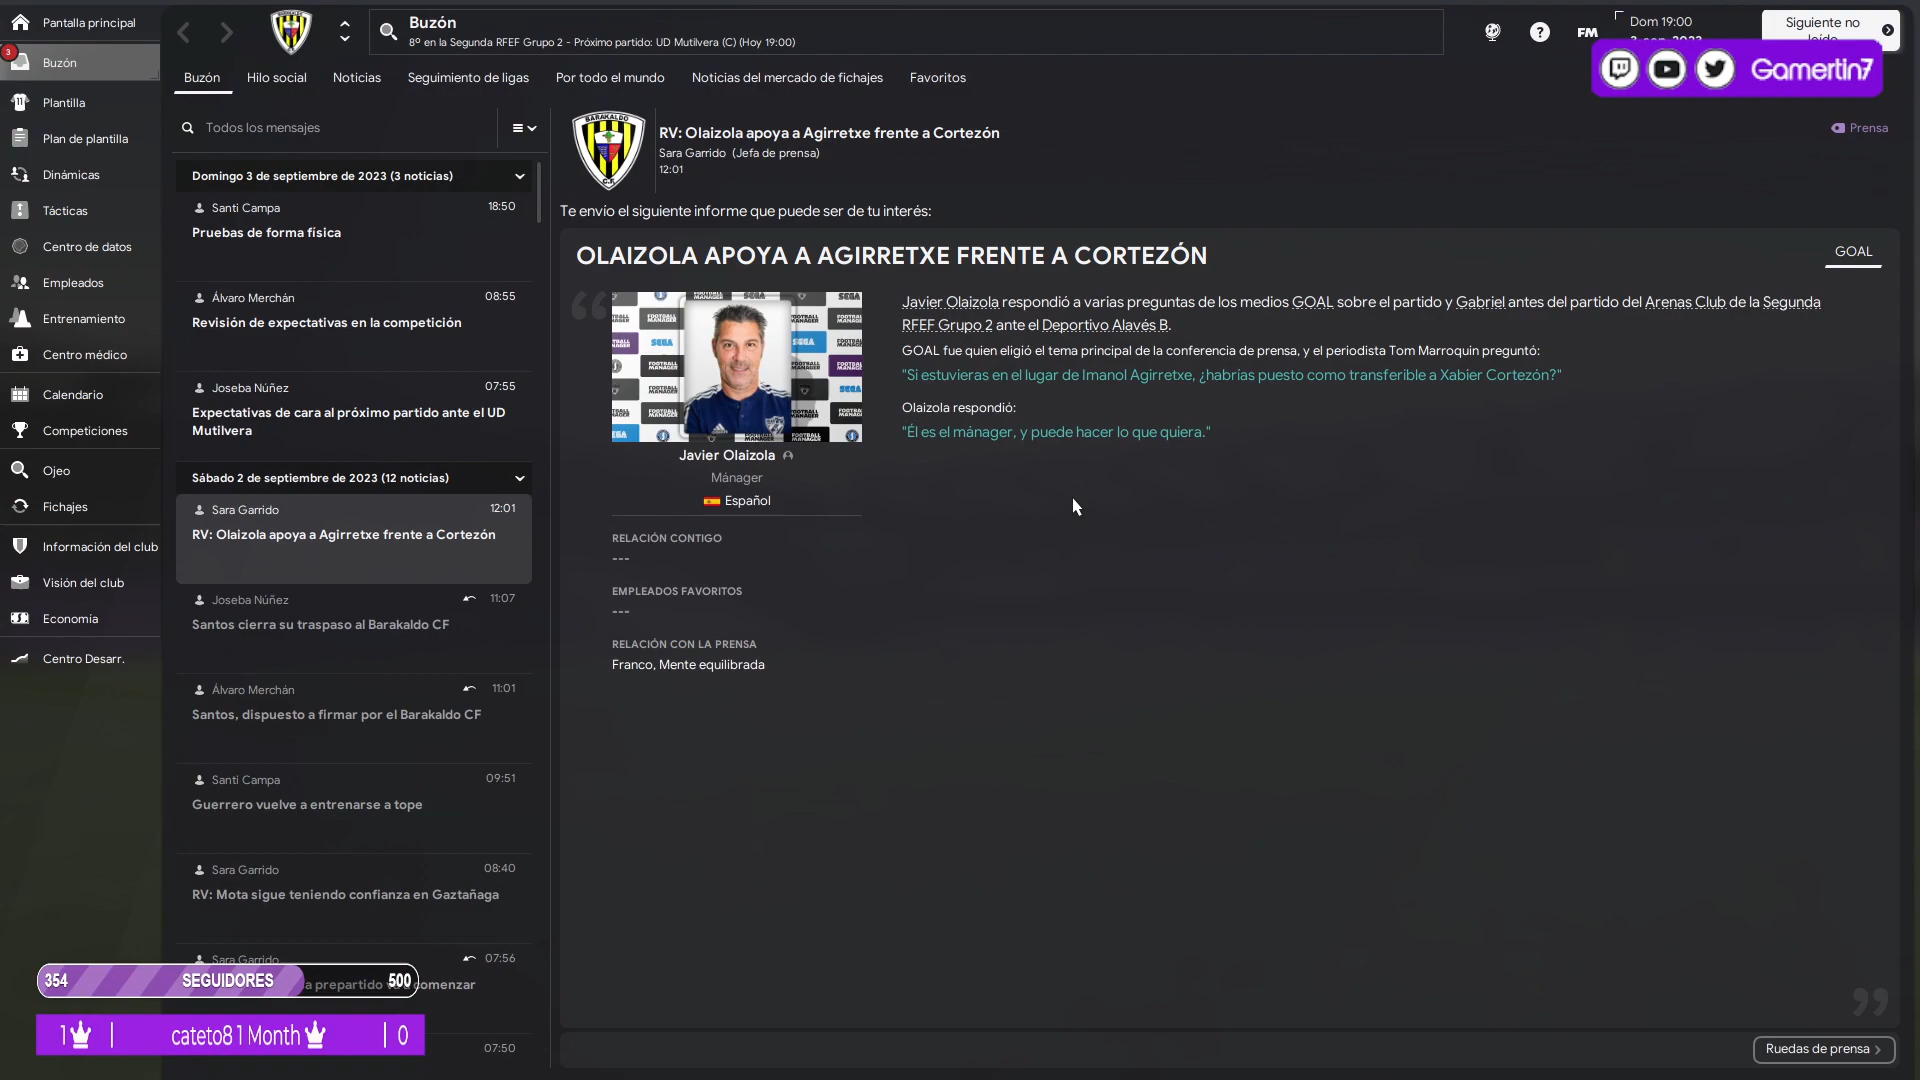 Pantalla principal
3
Buzón
Plantilla
Plan de plantilla
Dinámicas
Tácticas
Centro de datos
Empleados
Entrenamiento
Centro médico
Calendario
Competiciones
Ojeo
Fichajes
Información del club
Visión del club
Economía
Centro Desarr.
Buzón
8º en la Segunda RFEF Grupo 2 - Próximo partido: UD Mutilvera (C) (Hoy 19:00)
?
FM
Dom 19:00
Siguiente no
Gamertin7
Buzón
Hilo social
Noticias
Seguimiento de ligas
Por todo el mundo
Noticias del mercado de fichajes
Favoritos
Todos los mensajes
Domingo 3 de septiembre de 2023 (3 noticias)
Santi Campa 18:50
Pruebas de forma física
Álvaro Merchán 08:55
Revisión de expectativas en la competición
Joseba Núñez 07:55
Expectativas de cara al próximo partido ante el UD
Mutilvera
Sábado 2 de septiembre de 2023 (12 noticias)
Sara Garrido 12:01
RV: Olaizola apoya a Agirretxe frente a Cortezón
Joseba Núñez 11:07
Santos cierra su traspaso al Barakaldo CF
Álvaro Merchán 11:01
Santos, dispuesto a firmar por el Barakaldo CF
Santi Campa 09:51
Guerrero vuelve a entrenarse a tope
Sara Garrido 08:40
RV: Mota sigue teniendo confianza en Gaztañaga
Sara Garrido 07:56
a prepartido va a comenzar
07:50
354 SEGUIDORES 500
1 cateto8 1 Month 0
BARAKALDO
RV: Olaizola apoya a Agirretxe frente a Cortezón
Sara Garrido (Jefa de prensa)
12:01
Prensa
Te envío el siguiente informe que puede ser de tu interés:
OLAIZOLA APOYA A AGIRRETXE FRENTE A CORTEZÓN
GOAL
SEGA
FOOTBALL MANAGER
Javier Olaizola
Mánager
Español
RELACIÓN CONTIGO
---
EMPLEADOS FAVORITOS
---
RELACIÓN CON LA PRENSA
Franco, Mente equilibrada
Javier Olaizola respondió a varias preguntas de los medios GOAL sobre el partido y Gabriel antes del partido del Arenas Club de la Segunda
RFEF Grupo 2 ante el Deportivo Alavés B.
GOAL fue quien eligió el tema principal de la conferencia de prensa, y el periodista Tom Marroquin preguntó:
"Si estuvieras en el lugar de Imanol Agirretxe, ¿habrías puesto como transferible a Xabier Cortezón?"
Olaizola respondió:
"Él es el mánager, y puede hacer lo que quiera."
Ruedas de prensa